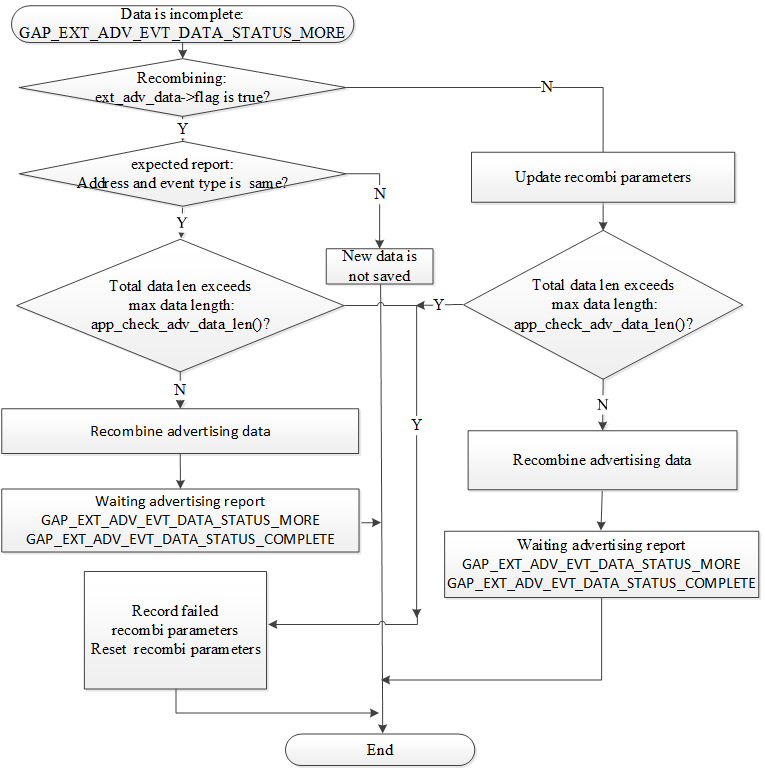 Data is incomplete:
GAP_EXT_ADV_EVT_DATA_STATUS_MORE
Recombining:
ext_adv_data->flag is true?
N
Y
expected report:
Address and event type is same?
Update recombi parameters
N
Y
New data is
not saved
Total data len exceeds
max data length:
app_check_adv_data_len()?
Y
Total data len exceeds
max data length:
app_check_adv_data_len()?
N
Y
N
Recombine advertising data
Recombine advertising data
Waiting advertising report
GAP_EXT_ADV_EVT_DATA_STATUS_MORE
GAP_EXT_ADV_EVT_DATA_STATUS_COMPLETE
Waiting advertising report
GAP_EXT_ADV_EVT_DATA_STATUS_MORE
GAP_EXT_ADV_EVT_DATA_STATUS_COMPLETE
Record failed
recombi parameters
Reset recombi parameters
End